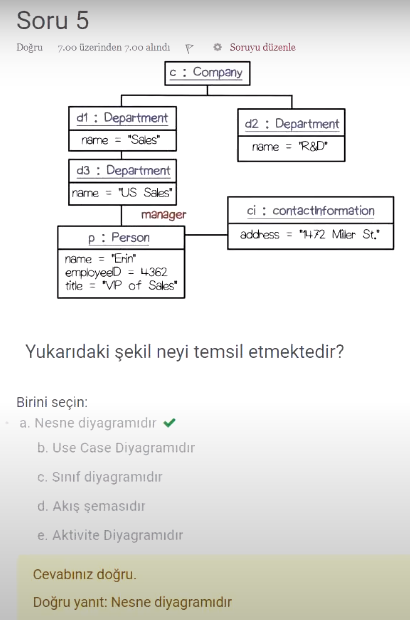 Soru 5
Doğru 7.00 üzerinden 7.00 alındı Soruyu düzenle
c : Company
d1 : Department
name = "Sales"
d2 : Department
name = "R&D"
d3 : Department
name = "US Sales"
manager
p : Person
name = "Erin"
employeeID = 4362
title = "VP of Sales"
ci : contactInformation
address = "1472 Miller St."
Yukarıdaki şekil neyi temsil etmektedir?
Birini seçin:
a. Nesne diyagramıdır
b. Use Case Diyagramıdır
c. Sınıf diyagramıdır
d. Akış şemasıdır
e. Aktivite Diyagramıdır
Cevabınız doğru.
Doğru yanıt: Nesne diyagramıdır